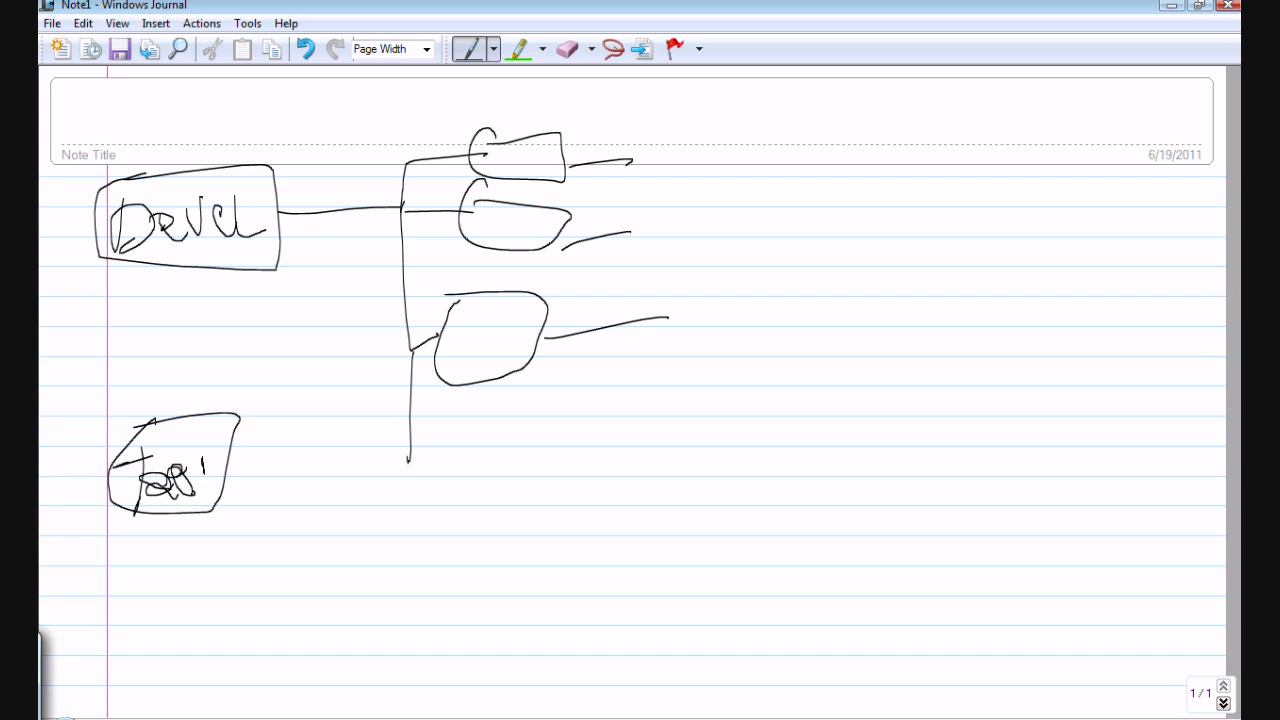 Note1 - Windows Journal
File Edit View Insert Actions Tools Help
Page Width
Note Title
6/19/2011
Devel
1/1